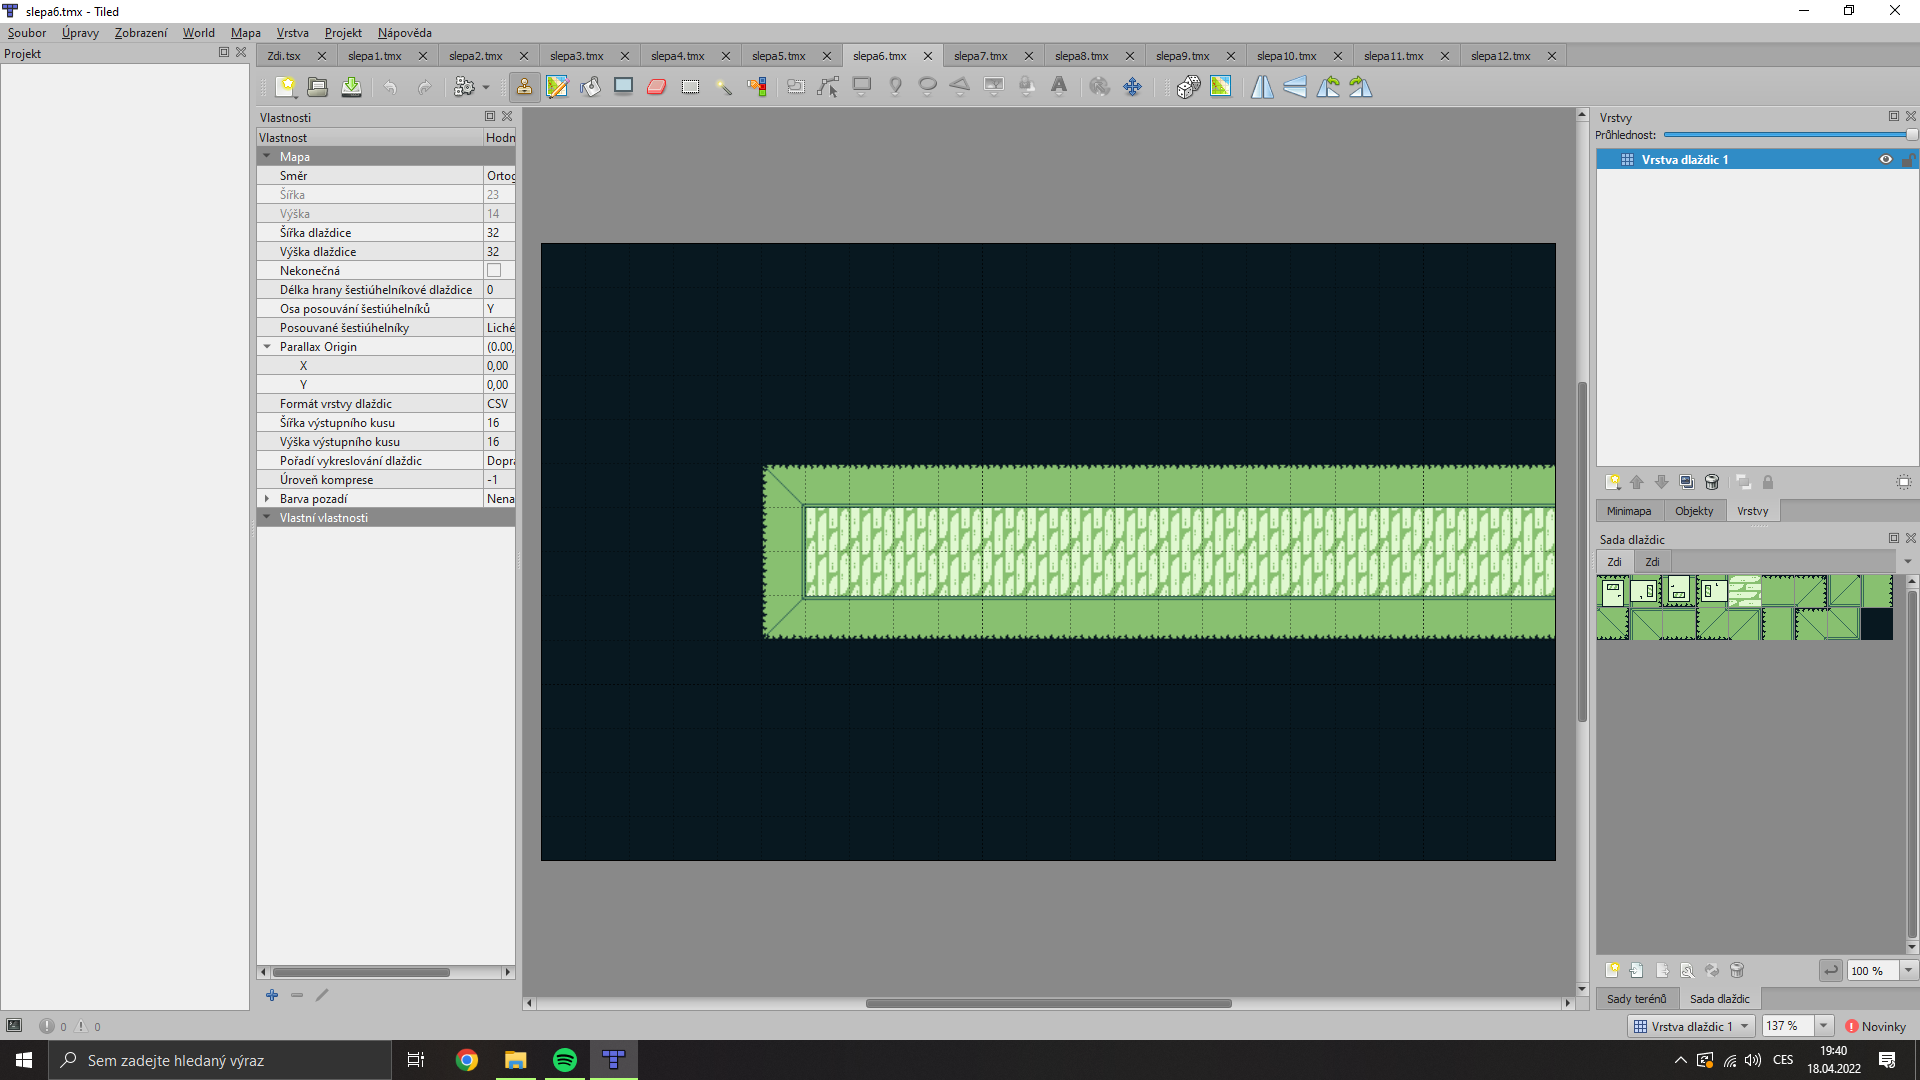 slepa6.tmx - Tiled
Soubor Úpravy Zobrazení World Mapa Vrstva Projekt Nápověda
Projekt
Zdi.tsx slepa1.tmx slepa2.tmx slepa3.tmx slepa4.tmx slepa5.tmx slepa6.tmx slepa7.tmx slepa8.tmx slepa9.tmx slepa10.tmx slepa11.tmx slepa12.tmx
Vlastnosti
Vlastnost Hodn
Mapa
Směr Ortog
Šířka 23
Výška 14
Šířka dlaždice 32
Výška dlaždice 32
Nekonečná
Délka hrany šestiúhelníkové dlaždice 0
Osa posouvání šestiúhelníků Y
Posouvané šestiúhelníky Liché
Parallax Origin (0.00,
X 0,00
Y 0,00
Formát vrstvy dlaždic CSV
Šířka výstupního kusu 16
Výška výstupního kusu 16
Pořadí vykreslování dlaždic Dopra
Úroveň komprese -1
Barva pozadí Nena
Vlastní vlastnosti
Vrstvy
Průhlednost:
Vrstva dlaždic 1
Minimapa Objekty Vrstvy
Sada dlaždic
Zdi Zdi
100 %
Sady terénů Sada dlaždic
0 0
Vrstva dlaždic 1 137 % Novinky
Sem zadejte hledaný výraz
CES
19:40
18.04.2022